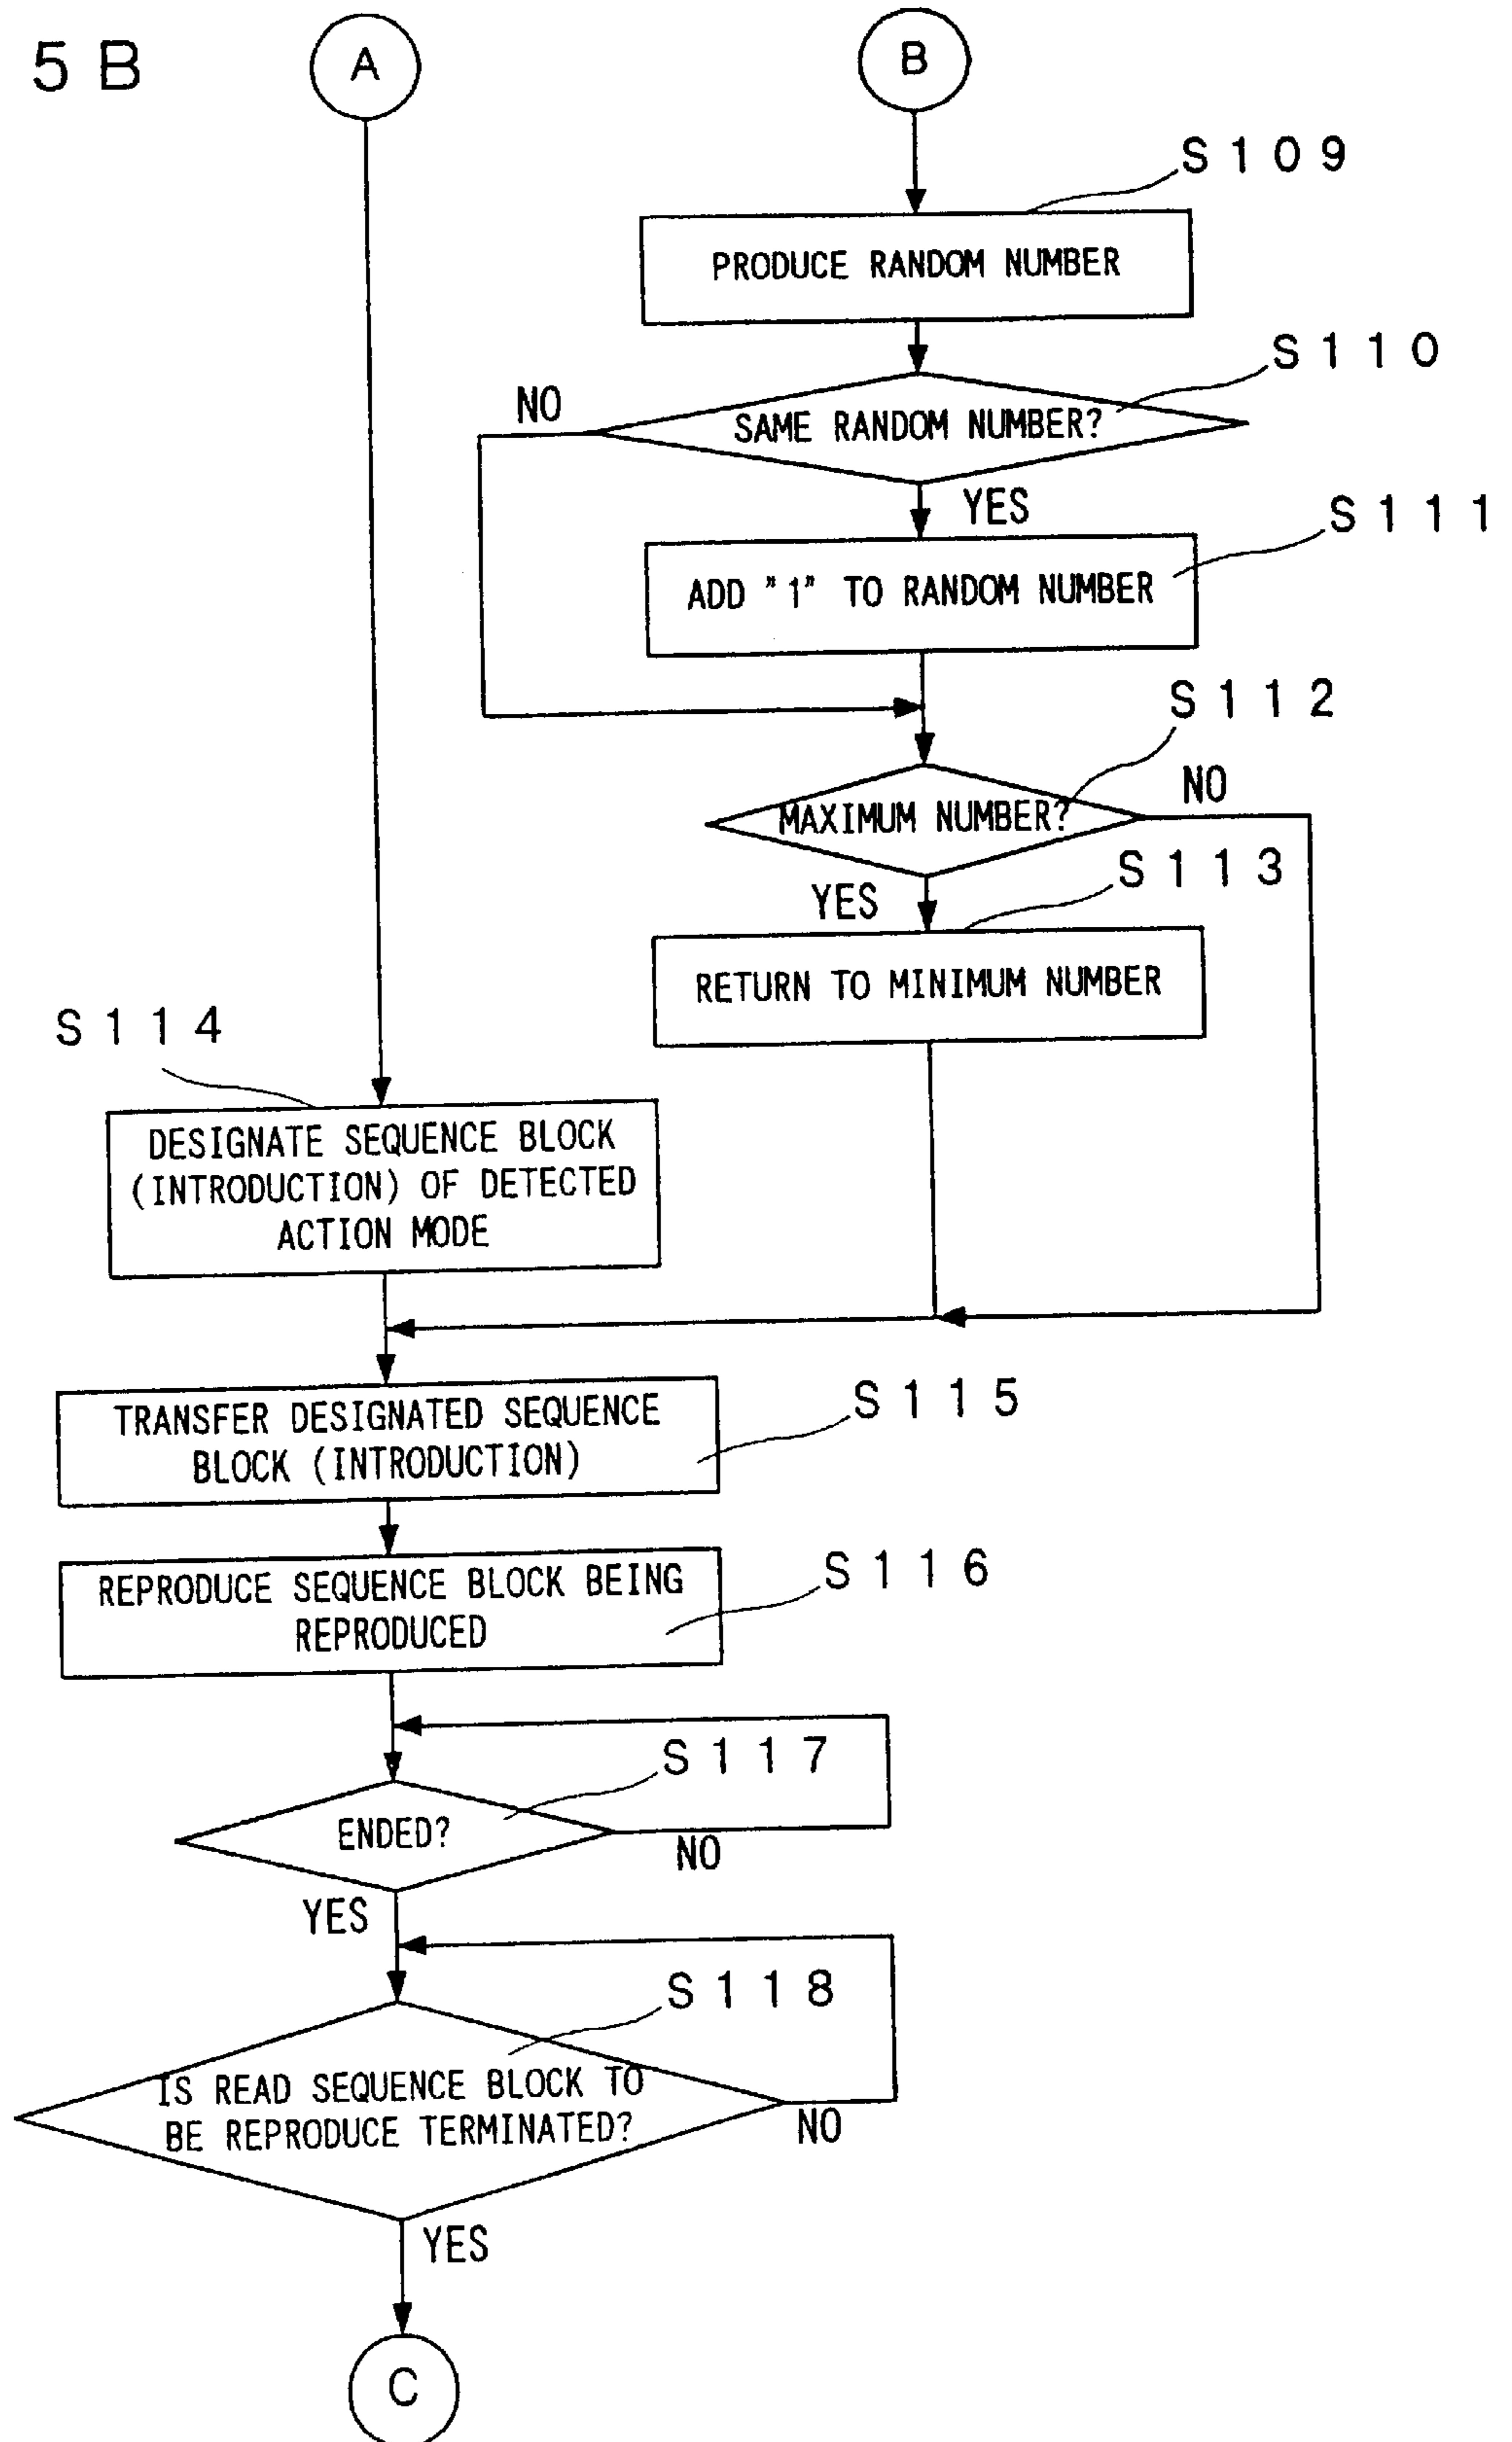 5 B
A
B
S 1 0 9
PRODUCE RANDOM NUMBER
S 1 1 0
NO
SAME RANDOM NUMBER?
YES
S 1 1 1
ADD "1" TO RANDOM NUMBER
S 1 1 2
NO
MAXIMUM NUMBER?
S 1 1 3
YES
RETURN TO MINIMUM NUMBER
S 1 1 4
DESIGNATE SEQUENCE BLOCK
(INTRODUCTION) OF DETECTED
ACTION MODE
S 1 1 5
TRANSFER DESIGNATED SEQUENCE
BLOCK (INTRODUCTION)
S 1 1 6
REPRODUCE SEQUENCE BLOCK BEING
REPRODUCED
S 1 1 7
ENDED?
NO
YES
S 1 1 8
IS READ SEQUENCE BLOCK TO
BE REPRODUCE TERMINATED?
NO
YES
C